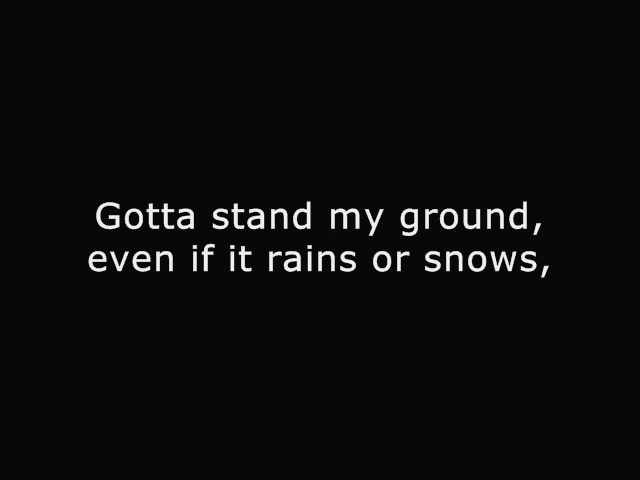 Gotta stand my ground,
even if it rains or snows,